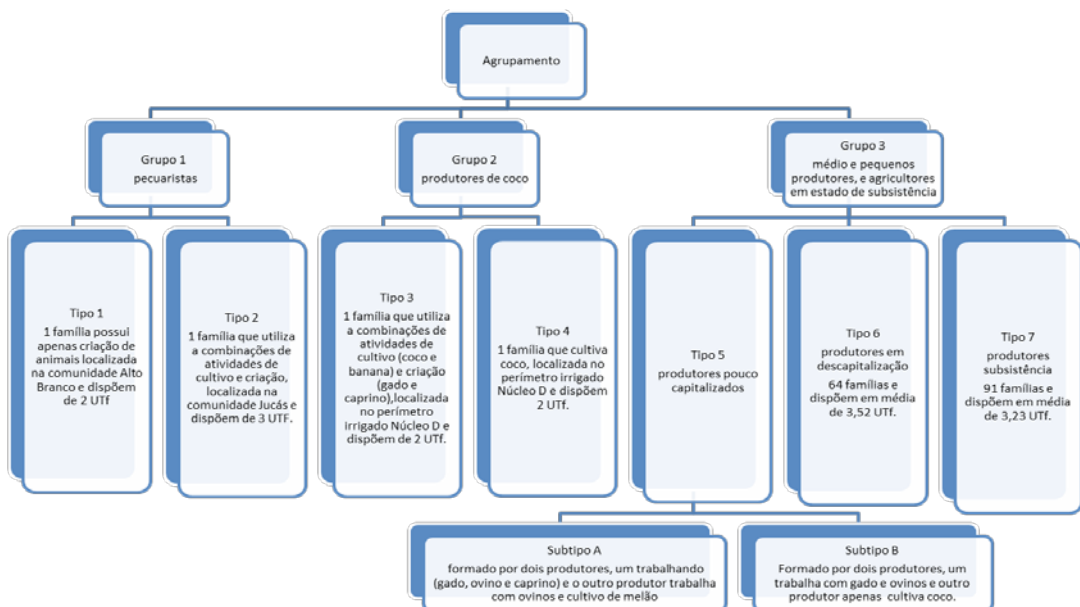 Agrupamento
Grupo 1
pecuaristas
Grupo 2
produtores de coco
Grupo 3
médio e pequenos
produtores, e agricultores
em estado de subsistência
Tipo 1
1 família possui
apenas criação de
animais localizada
na comunidade Alto
Branco e dispõem
de 2 UTf
Tipo 2
1 família que utiliza
a combinações de
atividades de
cultivo e criação,
localizada na
comunidade Jucás e
dispõem de 3 UTF.
Tipo 3
1 família que utiliza
a combinações de
atividades de
cultivo (coco e
banana) e criação
(gado e
caprino),localizada
no perímetro
irrigado Núcleo D e
dispõem de 2 UTf.
Tipo 4
1 família que cultiva
coco, localizada no
perímetro irrigado
Núcleo D e dispõem
2 UTf.
Tipo 5
produtores pouco
capitalizados
Tipo 6
produtores em
descapitalização
64 famílias e
dispõem em média
de 3,52 UTf.
Tipo 7
produtores
subsistência
91 famílias e
dispõem em média
de 3,23 UTf.
Subtipo A
formado por dois produtores, um trabalhando
(gado, ovino e caprino) e o outro produtor trabalha
com ovinos e cultivo de melão
Subtipo B
Formado por dois produtores, um
trabalha com gado e ovinos e outro
produtor apenas cultiva coco.